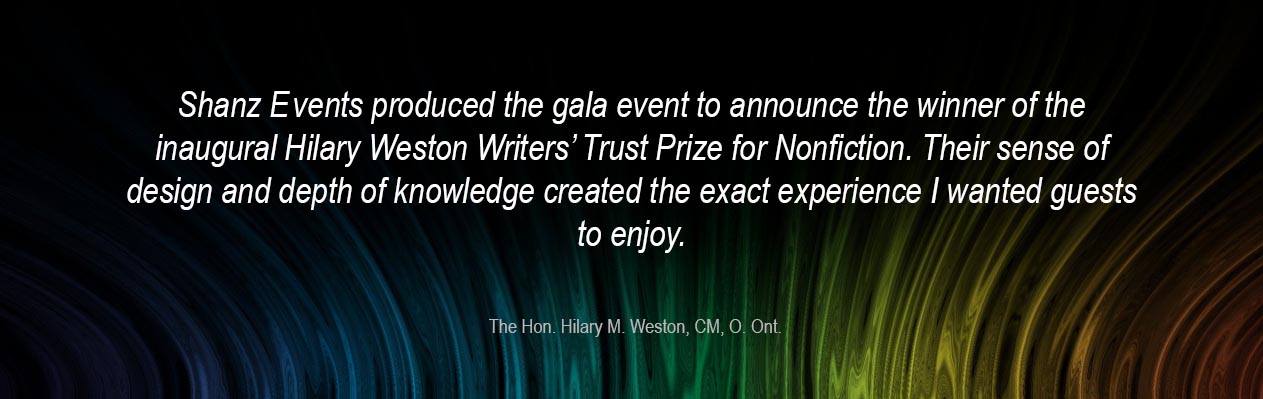 Shanz Events produced the gala event to announce the winner of the
inaugural Hilary Weston Writers’ Trust Prize for Nonfiction. Their sense of
design and depth of knowledge created the exact experience I wanted guests
to enjoy.
The Hon. Hilary M. Weston, CM, O. Ont.